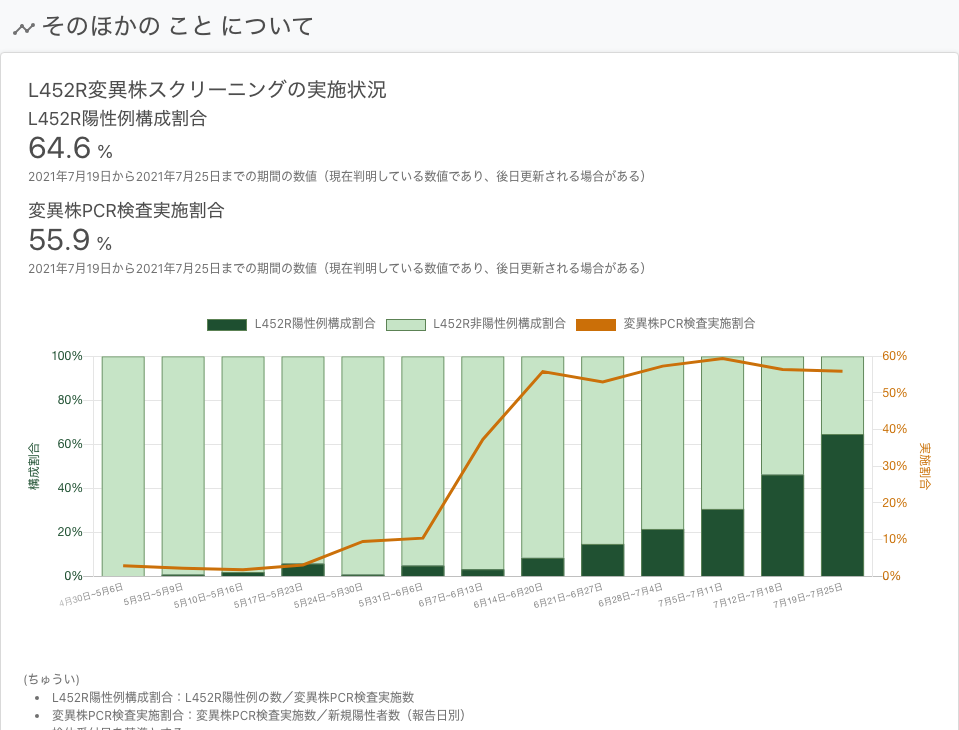 そのほかの こと について
L452R変異株スクリーニングの実施状況
L452R陽性例構成割合
64.6 %
2021年7月19日から2021年7月25日までの期間の数値（現在判明している数値であり、後日更新される場合がある）
変異株PCR検査実施割合
55.9 %
2021年7月19日から2021年7月25日までの期間の数値（現在判明している数値であり、後日更新される場合がある）
L452R陽性例構成割合 L452R非陽性例構成割合 変異株PCR検査実施割合
100%
80%
60%
40%
20%
0%
構成割合
60%
50%
40%
30%
20%
10%
0%
実施割合
4月30日~5月6日
5月3日~5月9日
5月10日~5月16日
5月17日~5月23日
5月24日~5月30日
5月31日~6月6日
6月7日~6月13日
6月14日~6月20日
6月21日~6月27日
6月28日~7月4日
7月5日~7月11日
7月12日~7月18日
7月19日~7月25日
(ちゅうい)
L452R陽性例構成割合：L452R陽性例の数／変異株PCR検査実施数
変異株PCR検査実施割合：変異株PCR検査実施数／新規陽性者数（報告日別）